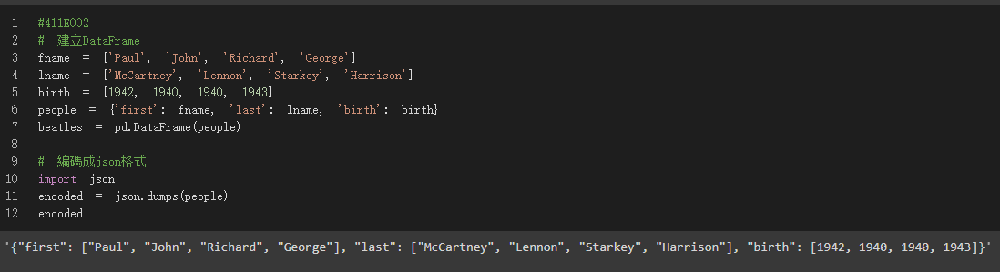 1 #411E002
2 # 建立DataFrame
3 fname = ['Paul', 'John', 'Richard', 'George']
4 lname = ['McCartney', 'Lennon', 'Starkey', 'Harrison']
5 birth = [1942, 1940, 1940, 1943]
6 people = {'first': fname, 'last': lname, 'birth': birth}
7 beatles = pd.DataFrame(people)
8
9 # 編碼成json格式
10 import json
11 encoded = json.dumps(people)
12 encoded
'{"first": ["Paul", "John", "Richard", "George"], "last": ["McCartney", "Lennon", "Starkey", "Harrison"], "birth": [1942, 1940, 1940, 1943]}'